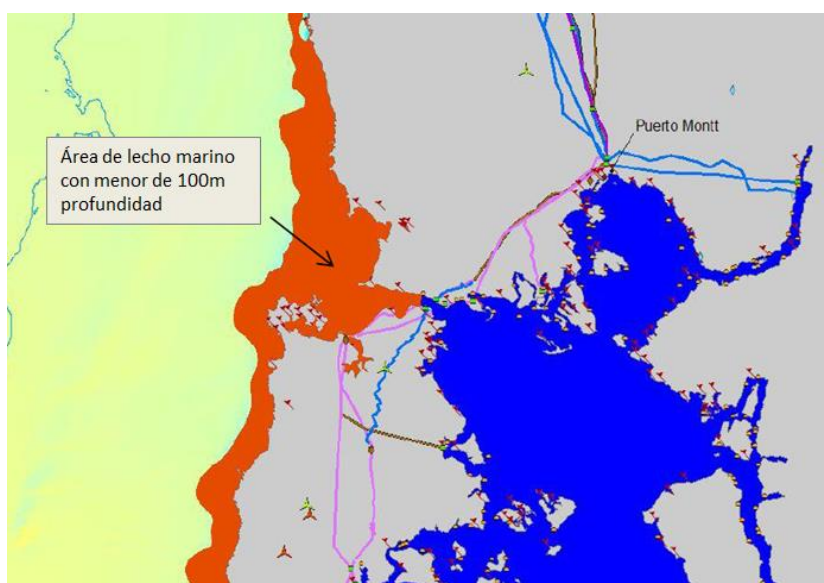 Puerto Montt
Área de lecho marino
con menor de 100m
profundidad